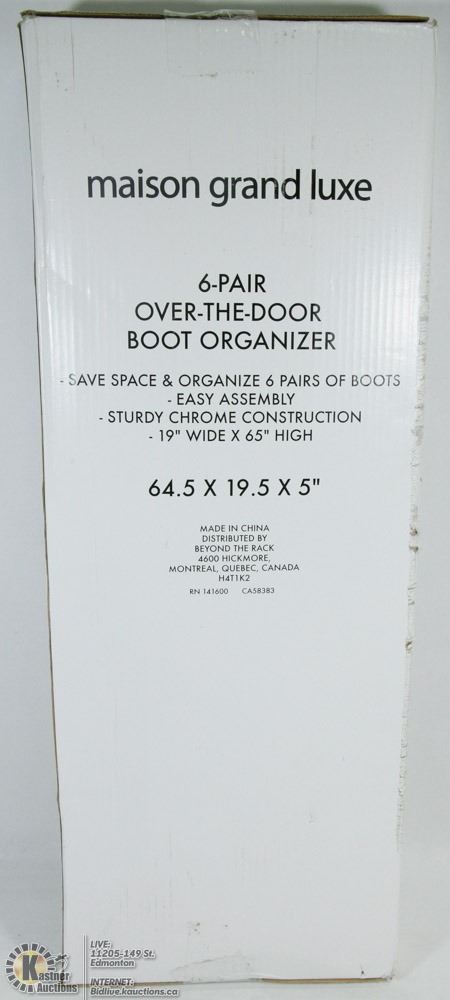 maison grand luxe
6-PAIR
OVER-THE-DOOR
BOOT ORGANIZER
- SAVE SPACE & ORGANIZE 6 PAIRS OF BOOTS
- EASY ASSEMBLY
- STURDY CHROME CONSTRUCTION
- 19" WIDE X 65" HIGH
64.5 X 19.5 X 5"
MADE IN CHINA
DISTRIBUTED BY
BEYOND THE RACK
4600 HICKMORE,
MONTREAL, QUEBEC, CANADA
H4T1K2
RN 141600 CA58383
Kastner
Auctions
LIVE:
11205-149 St.
Edmonton
INTERNET:
Bidlive.kauctions.ca